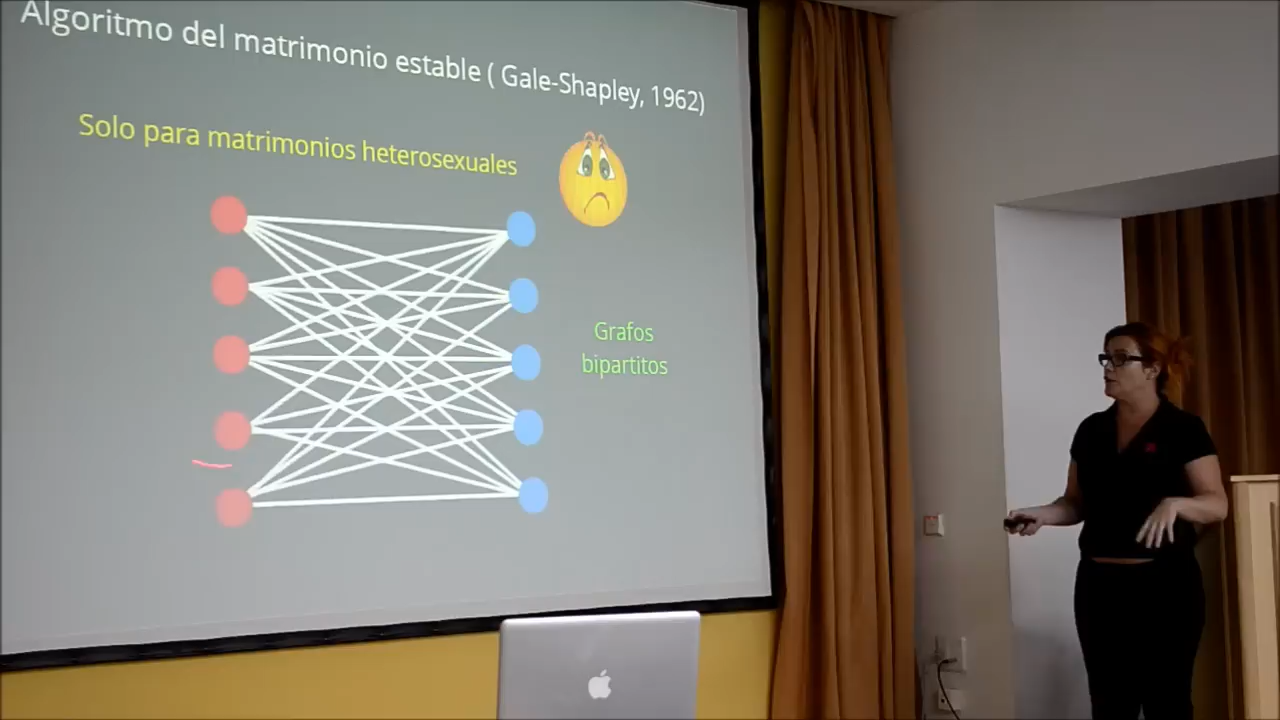 Algoritmo del matrimonio estable ( Gale-Shapley, 1962)
Solo para matrimonios heterosexuales
Grafos
bipartitos